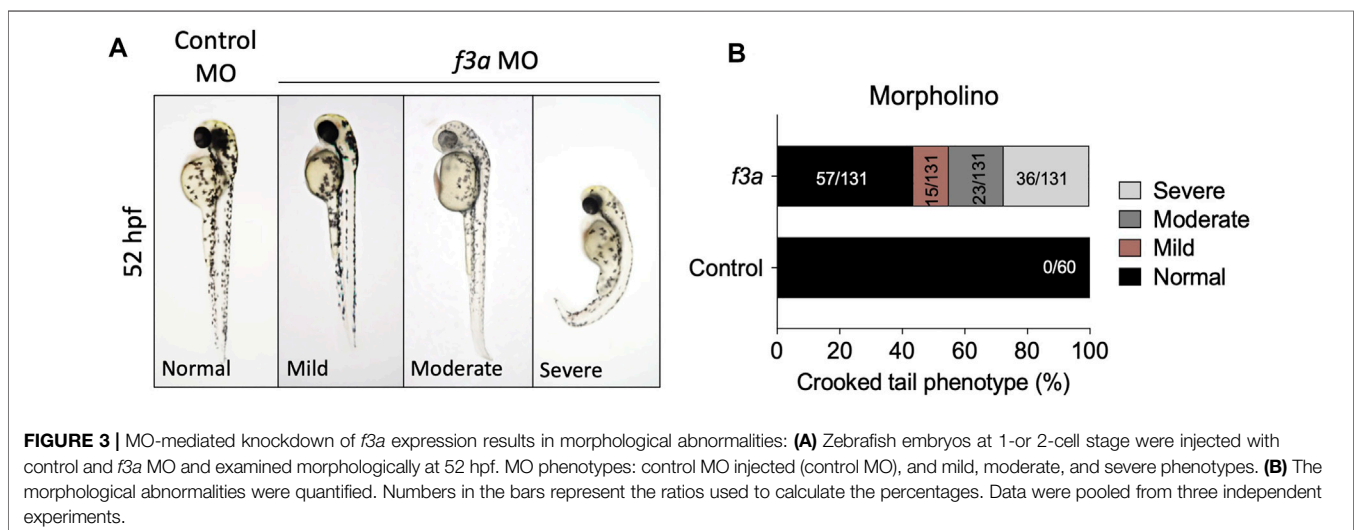 A
Control
MO
f3a MO
52 hpf
Normal
Mild
Moderate
Severe
B
Morpholino
f3a
57/131
15/131
23/131
36/131
Control
0/60
0 20 40 60 80 100
Crooked tail phenotype (%)
Severe
Moderate
Mild
Normal
FIGURE 3 | MO-mediated knockdown of f3a expression results in morphological abnormalities: (A) Zebrafish embryos at 1-or 2-cell stage were injected with
control and f3a MO and examined morphologically at 52 hpf. MO phenotypes: control MO injected (control MO), and mild, moderate, and severe phenotypes. (B) The
morphological abnormalities were quantified. Numbers in the bars represent the ratios used to calculate the percentages. Data were pooled from three independent
experiments.